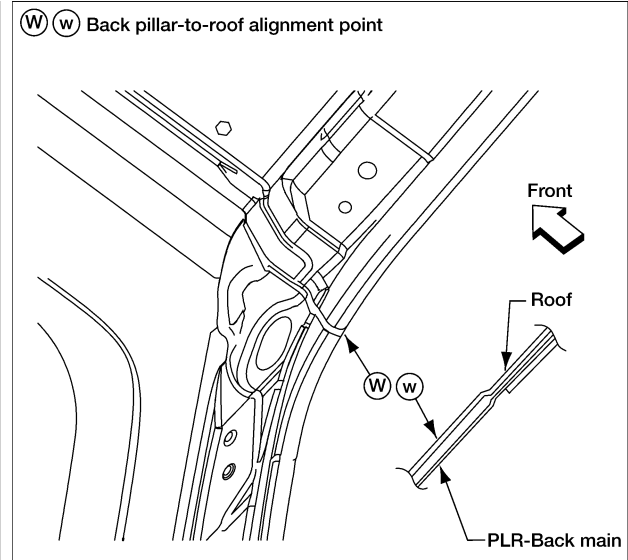 W w Back pillar-to-roof alignment point
Front
Roof
W w
PLR-Back main